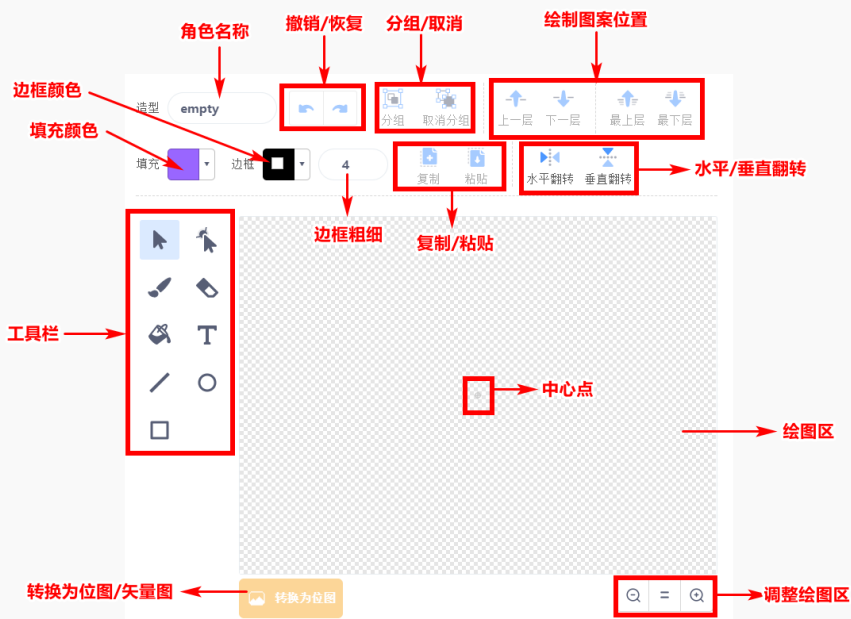 角色名称
撤销/恢复
分组/取消
绘制图案位置
边框颜色
填充颜色
造型 empty
分组 取消分组
上一层 下一层 最上层 最下层
填充 边框 4
复制 粘贴
水平翻转 垂直翻转
水平/垂直翻转
边框粗细
复制/粘贴
工具栏
T
中心点
绘图区
转换为位图/矢量图
转换为位图
=
调整绘图区